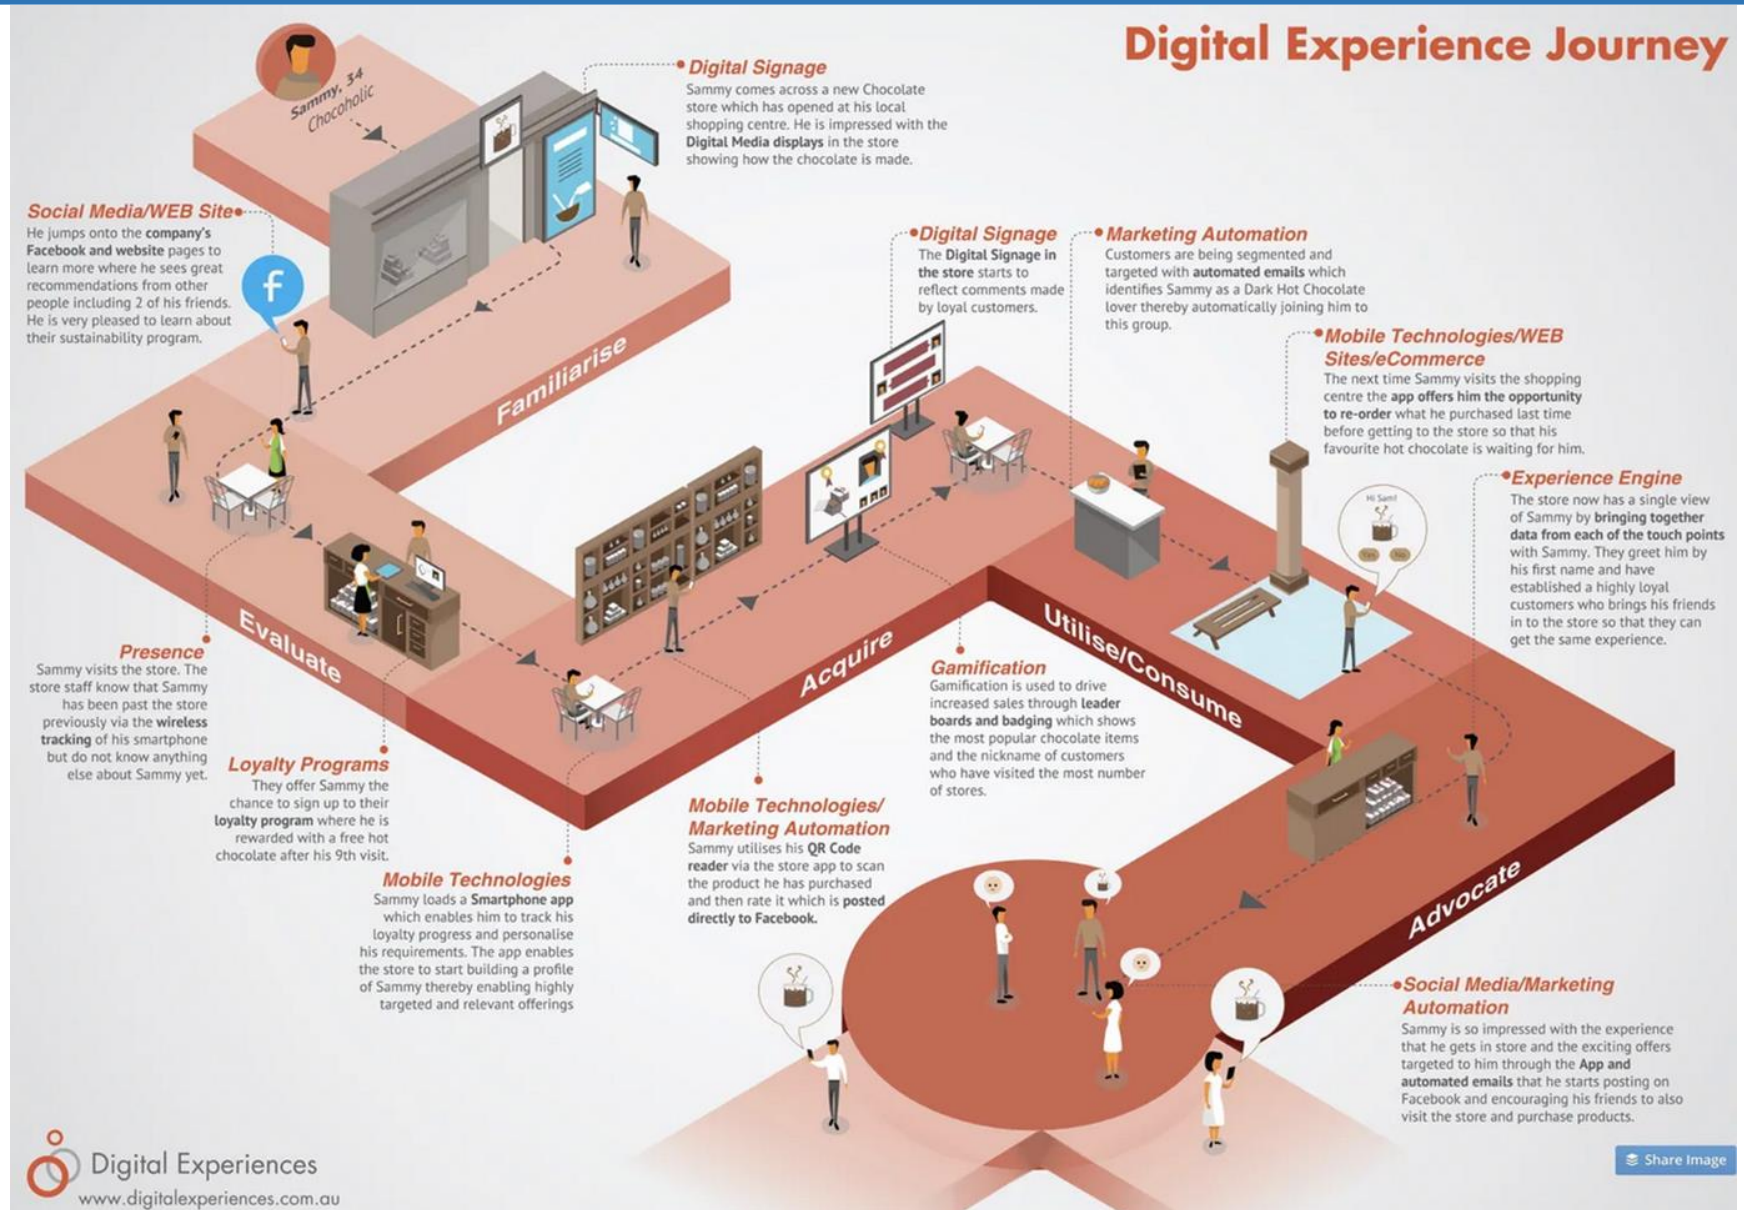 Digital Experience Journey
Sammy, 34
Chocoholic
Digital Signage
Sammy comes across a new Chocolate
store which has opened at his local
shopping centre. He is impressed with the
Digital Media displays in the store
showing how the chocolate is made.
Social Media/WEB Site
He jumps onto the company's
Facebook and website pages to
learn more where he sees great
recommendations from other
people including 2 of his friends.
He is very pleased to learn about
their sustainability program.
f
Familiarise
Presence
Sammy visits the store. The
store staff know that Sammy
has been past the store
previously via the wireless
tracking of his smartphone
but do not know anything
else about Sammy yet.
Evaluate
Loyalty Programs
They offer Sammy the
chance to sign up to their
loyalty program where he is
rewarded with a free hot
chocolate after his 9th visit.
Mobile Technologies
Sammy loads a Smartphone app
which enables him to track his
loyalty progress and personalise
his requirements. The app enables
the store to start building a profile
of Sammy thereby enabling highly
targeted and relevant offerings
Mobile Technologies/
Marketing Automation
Sammy utilises his QR Code
reader via the store app to scan
the product he has purchased
and then rate it which is posted
directly to Facebook.
Acquire
Gamification
Gamification is used to drive
increased sales through leader
boards and badging which shows
the most popular chocolate items
and the nickname of customers
who have visited the most number
of stores.
Digital Signage
The Digital Signage in
the store starts to
reflect comments made
by loyal customers.
Marketing Automation
Customers are being segmented and
targeted with automated emails which
identifies Sammy as a Dark Hot Chocolate
lover thereby automatically joining him to
this group.
Utilise/Consume
Mobile Technologies/WEB
Sites/eCommerce
The next time Sammy visits the shopping
centre the app offers him the opportunity
to re-order what he purchased last time
before getting to the store so that his
favourite hot chocolate is waiting for him.
Hi Sam!
Yes
No
Experience Engine
The store now has a single view
of Sammy by bringing together
data from each of the touch points
with Sammy. They greet him by
his first name and have
established a highly loyal
customers who brings his friends
in to the store so that they can
get the same experience.
Advocate
Social Media/Marketing
Automation
Sammy is so impressed with the experience
that he gets in store and the exciting offers
targeted to him through the App and
automated emails that he starts posting on
Facebook and encouraging his friends to also
visit the store and purchase products.
Digital Experiences
www.digitalexperiences.com.au
Share Image